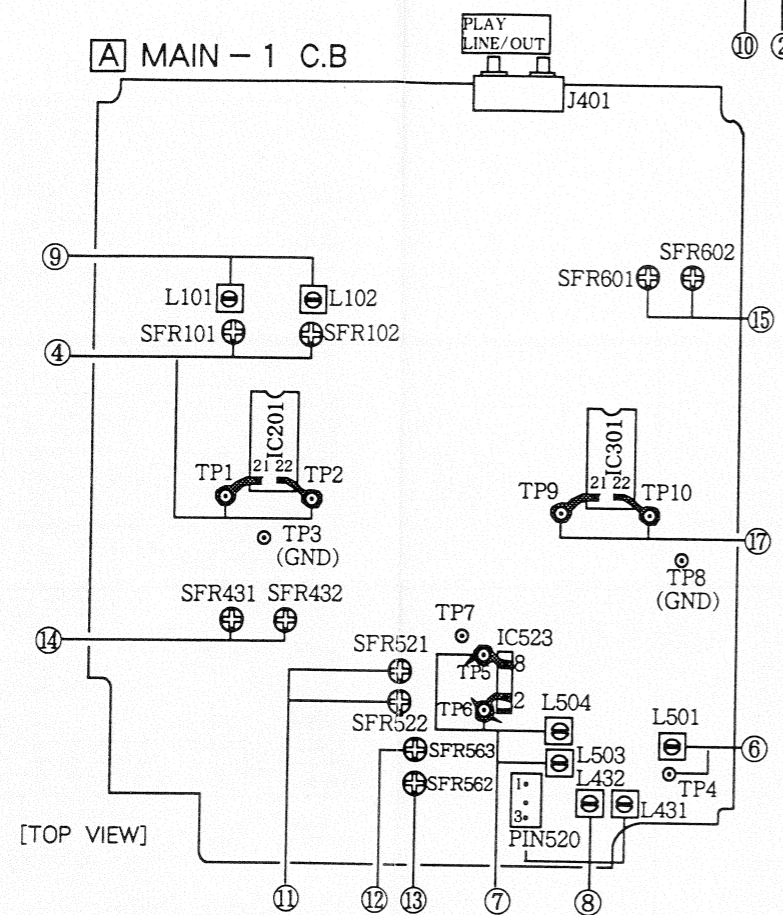 PLAY
LINE/OUT
⑩
A MAIN - 1 C.B
J401
⑨
SFR602
SFR601
L101
L102
SFR101
SFR102
⑮
④
IC201
IC301
21 22
TP1
TP2
21 22
TP9
TP10
TP3
(GND)
⑰
TP8
(GND)
SFR431
SFR432
TP7
IC523
⑭
SFR521
TP5
8
TP6
2
SFR522
L504
L501
SFR563
⑥
L503
L432
TP4
SFR562
1
3
L431
PIN520
[TOP VIEW]
⑪
⑫
⑬
⑦
⑧